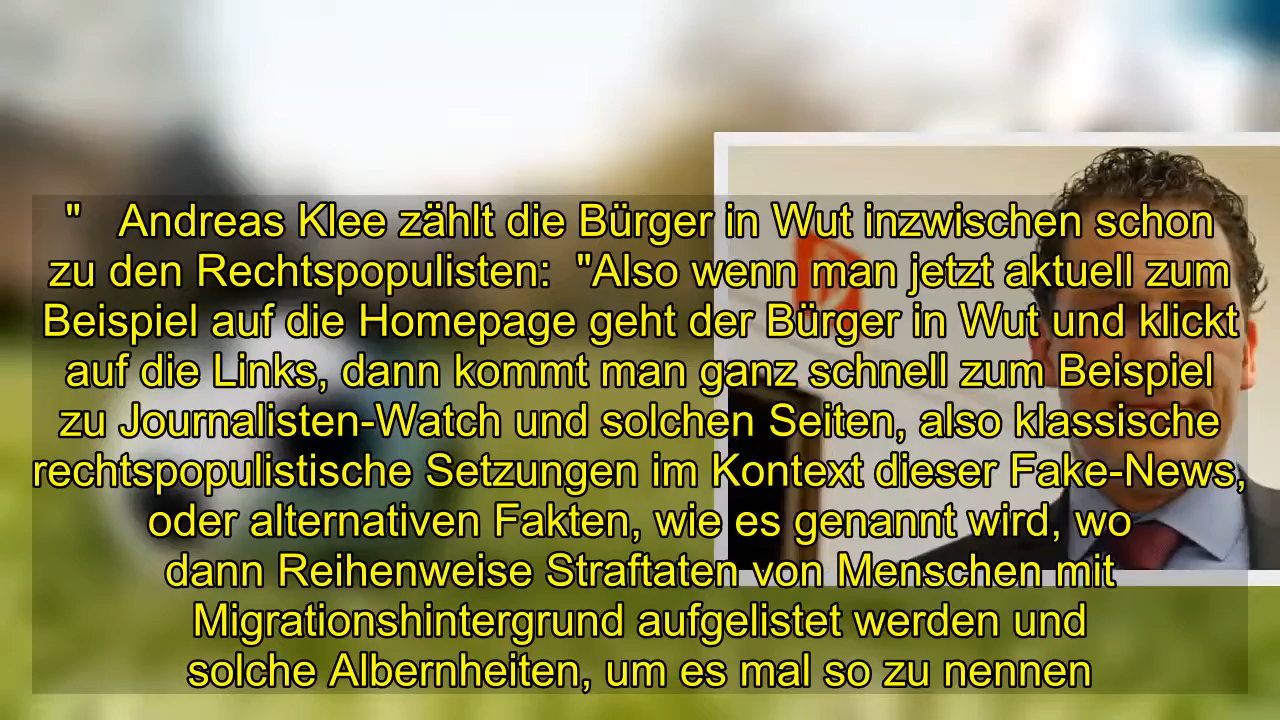 "   Andreas Klee zählt die Bürger in Wut inzwischen schon
zu den Rechtspopulisten:  "Also wenn man jetzt aktuell zum
Beispiel auf die Homepage geht der Bürger in Wut und klickt
auf die Links, dann kommt man ganz schnell zum Beispiel
zu Journalisten-Watch und solchen Seiten, also klassische
rechtspopulistische Setzungen im Kontext dieser Fake-News,
oder alternativen Fakten, wie es genannt wird, wo
dann Reihenweise Straftaten von Menschen mit
Migrationshintergrund aufgelistet werden und
solche Albernheiten, um es mal so zu nennen